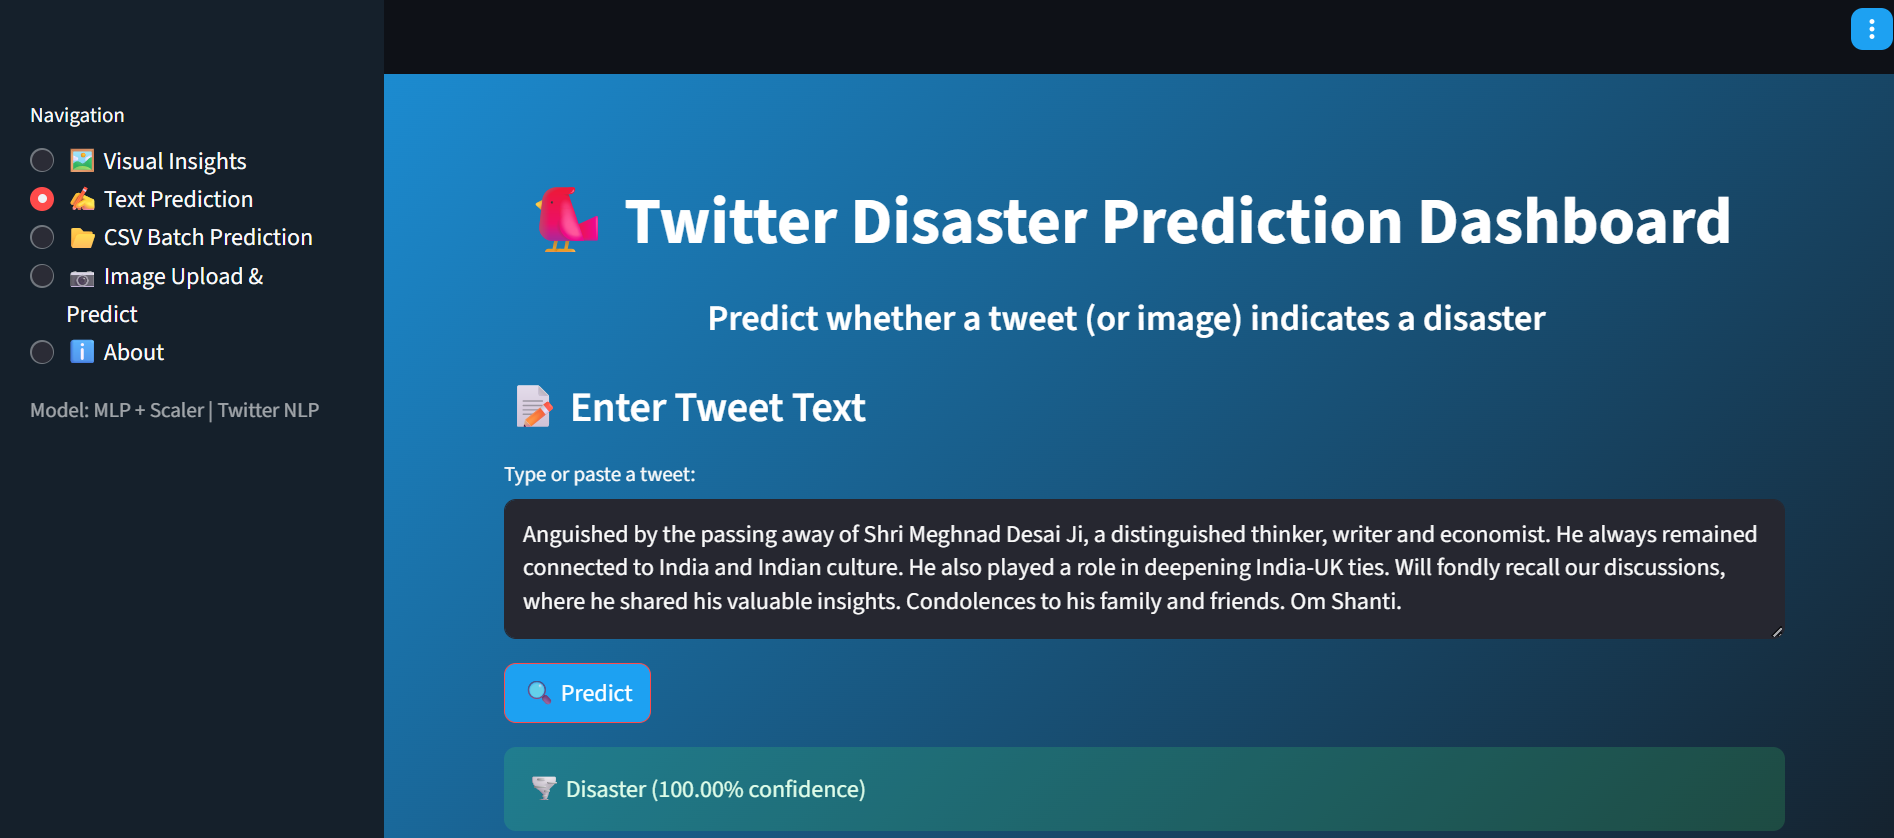 Navigation
Visual Insights
Text Prediction
CSV Batch Prediction
Image Upload &
Predict
About
Model: MLP + Scaler | Twitter NLP
Twitter Disaster Prediction Dashboard
Predict whether a tweet (or image) indicates a disaster
Enter Tweet Text
Type or paste a tweet:
Anguished by the passing away of Shri Meghnad Desai Ji, a distinguished thinker, writer and economist. He always remained
connected to India and Indian culture. He also played a role in deepening India-UK ties. Will fondly recall our discussions,
where he shared his valuable insights. Condolences to his family and friends. Om Shanti.
Predict
Disaster (100.00% confidence)